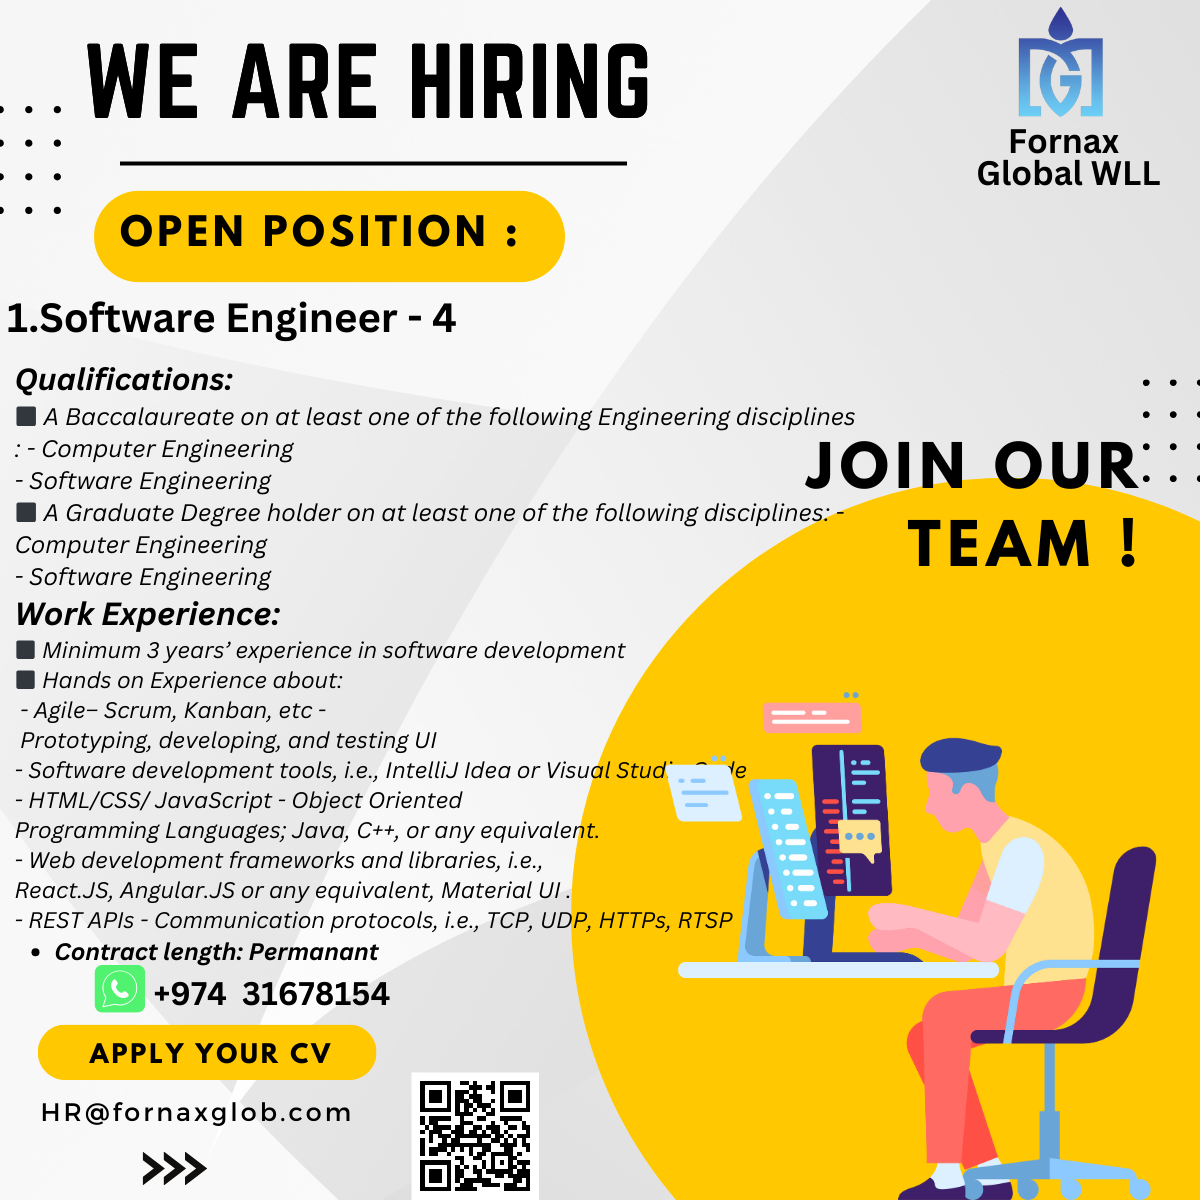 WE ARE HIRING
Fornax
Global WLL
OPEN POSITION :
1.Software Engineer - 4
Qualifications:
A Baccalaureate on at least one of the following Engineering disciplines
: - Computer Engineering
- Software Engineering
A Graduate Degree holder on at least one of the following disciplines: -
Computer Engineering
- Software Engineering
JOIN OUR
TEAM !
Work Experience:
Minimum 3 years’ experience in software development
Hands on Experience about:
- Agile– Scrum, Kanban, etc -
Prototyping, developing, and testing UI
- Software development tools, i.e., IntelliJ Idea or Visual Studio Code
- HTML/CSS/ JavaScript - Object Oriented
Programming Languages; Java, C++, or any equivalent.
- Web development frameworks and libraries, i.e.,
React.JS, Angular.JS or any equivalent, Material UI .
- REST APIs - Communication protocols, i.e., TCP, UDP, HTTPs, RTSP
• Contract length: Permanant
+974 31678154
APPLY YOUR CV
HR@fornaxglob.com